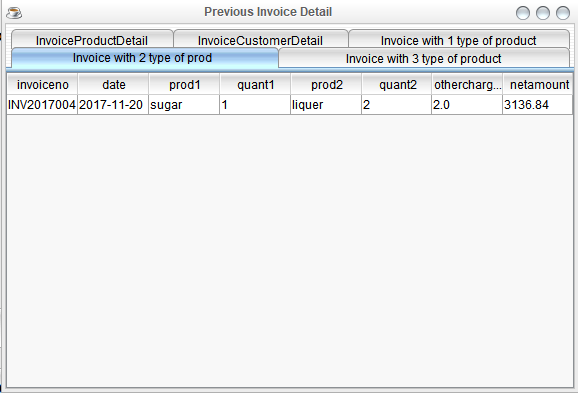 Previous Invoice Detail
InvoiceProductDetail InvoiceCustomerDetail Invoice with 1 type of product
Invoice with 2 type of prod Invoice with 3 type of product
invoiceno date prod1 quant1 prod2 quant2 othercharg... netamount
INV2017004 2017-11-20 sugar 1 liquer 2 2.0 3136.84